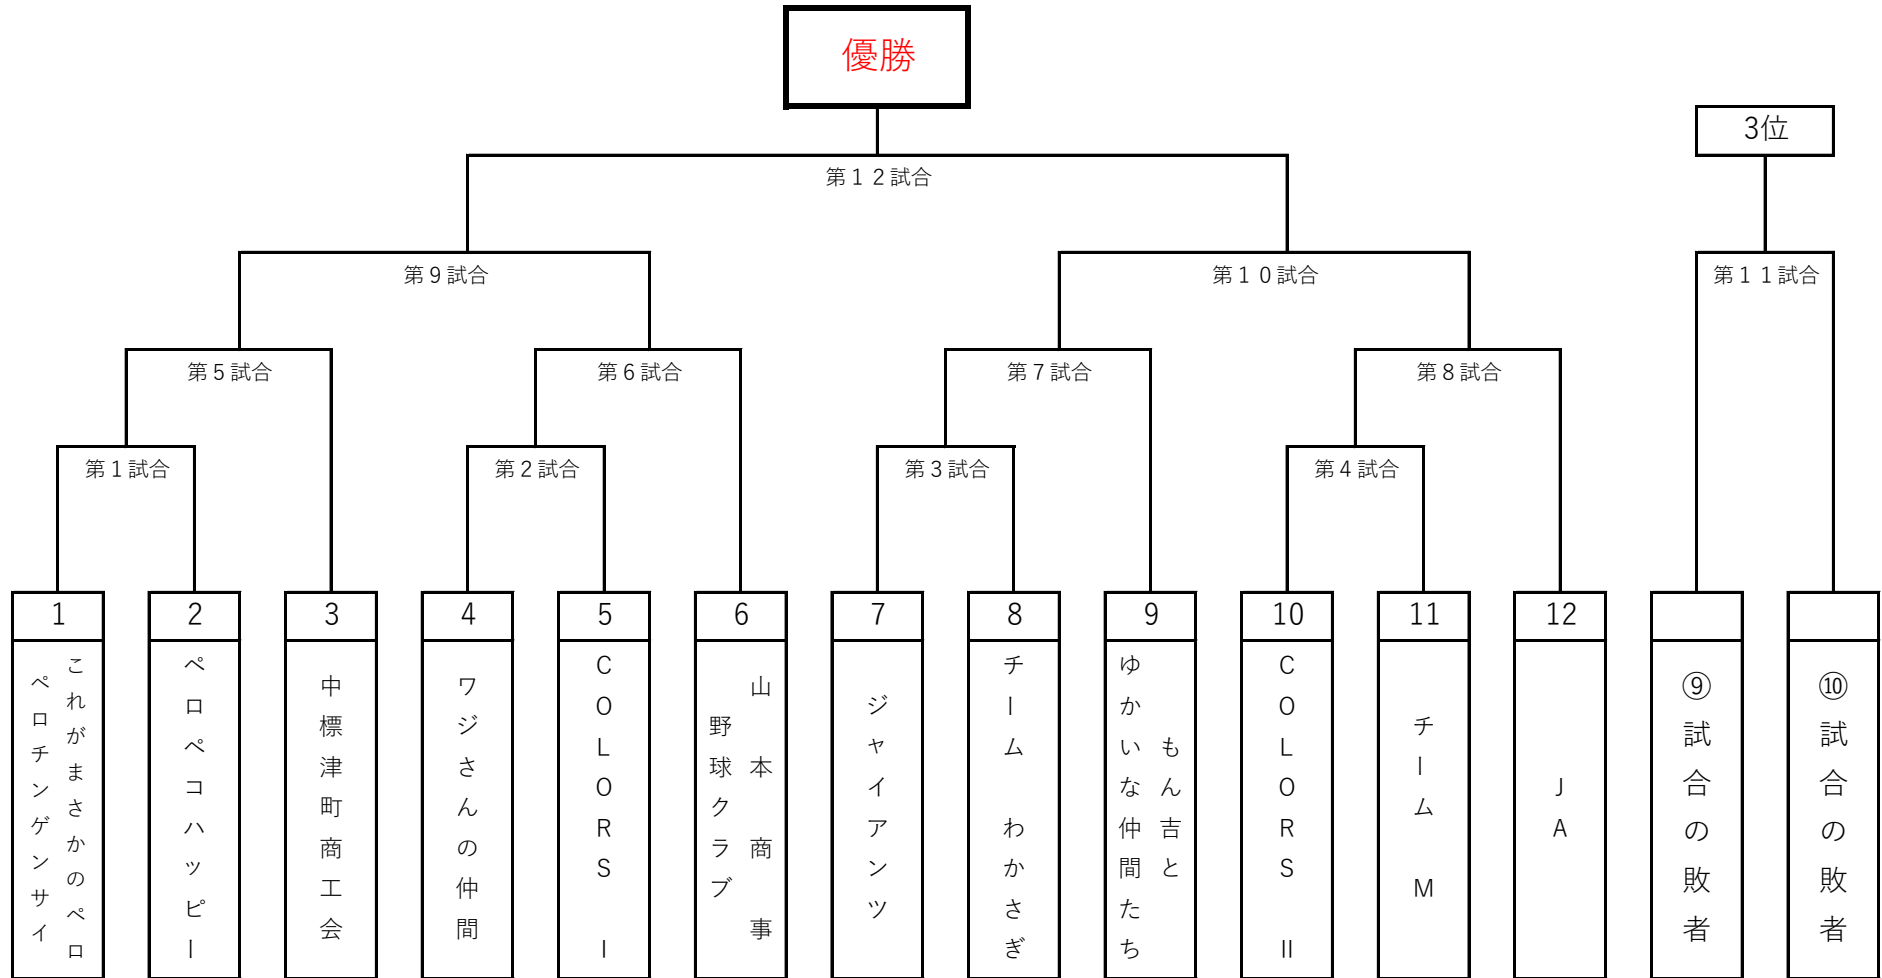 優勝
3位
第１２試合
第９試合
第１０試合
第１１試合
第５試合
第６試合
第７試合
第８試合
第１試合
第２試合
第３試合
第４試合
1
2
3
4
5
6
7
8
9
10
11
12
これがまさかのペロ
ペロチンゲンサイ
ペロペコハッピー
中標津町商工会
ワジさんの仲間
ＣＯＬＯＲＳ　Ⅰ
山本商事
野球クラブ
ジャイアンツ
チーム　わかさぎ
もん吉と
ゆかいな仲間たち
ＣＯＬＯＲＳ　Ⅱ
チーム　Ｍ
ＪＡ
⑨試合の敗者
⑩試合の敗者